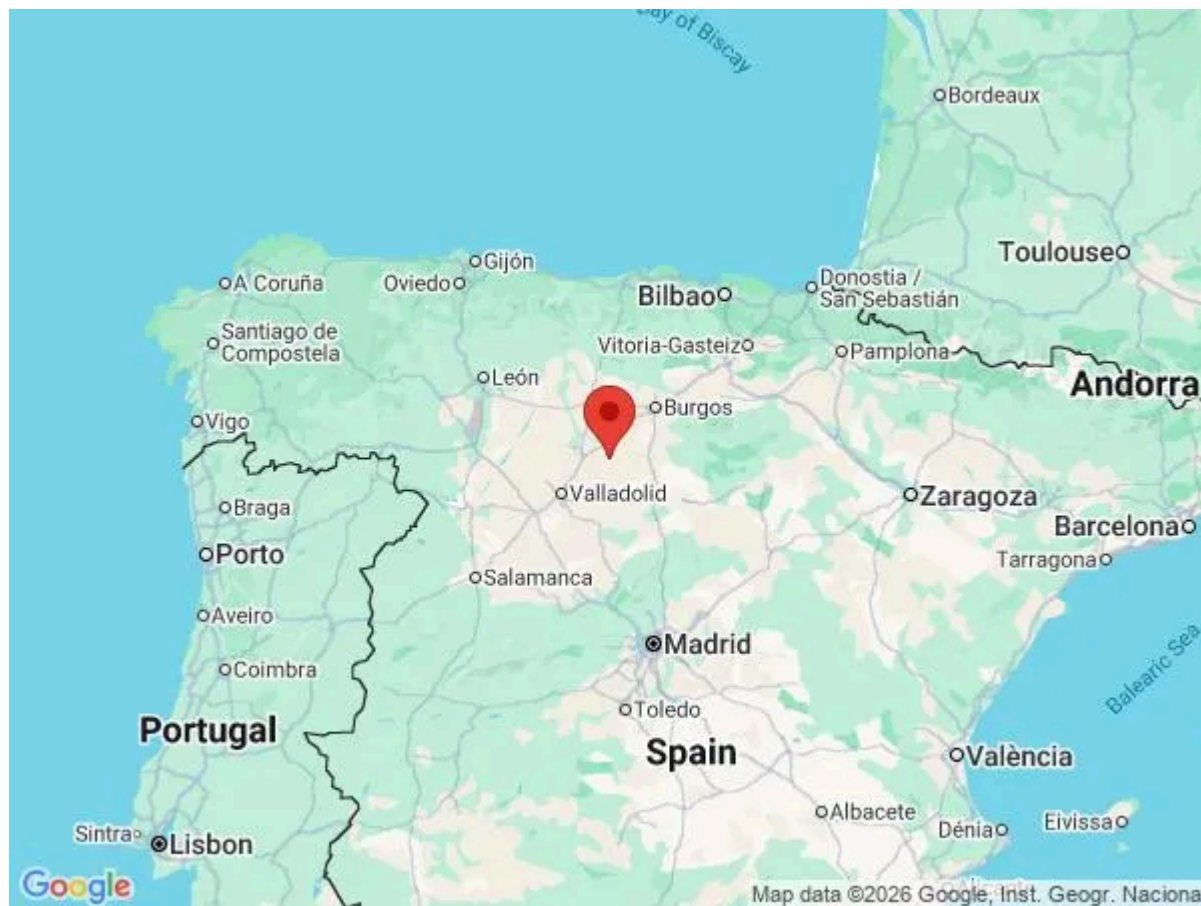 Bay of Biscay
Bordeaux
Toulouse
Gijón
A Coruña
Oviedo
Bilbao
Donostia /
San Sebastián
Santiago de
Compostela
Vitoria-Gasteiz
Pamplona
León
Andorra
Burgos
Vigo
Valladolid
Zaragoza
Braga
Barcelona
Porto
Tarragona
Salamanca
Aveiro
Madrid
Coimbra
Balearic Sea
Toledo
Portugal
Spain
València
Albacete
Eivissa
Dénia
Sintra
Lisbon
Google
Map data ©2026 Google, Inst. Geogr. Naciona